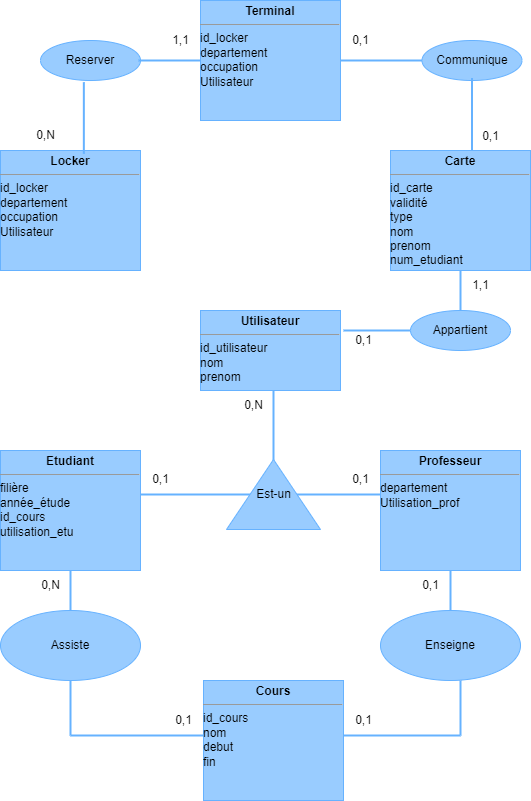 Terminal
id_locker
departement
occupation
Utilisateur
Reserver
1,1
0,1
Communique
0,N
0,1
Locker
id_locker
departement
occupation
Utilisateur
Carte
id_carte
validité
type
nom
prenom
num_etudiant
1,1
Utilisateur
id_utilisateur
nom
prenom
0,1
Appartient
0,N
Etudiant
filière
année_étude
id_cours
utilisation_etu
0,1
Est-un
0,1
Professeur
departement
Utilisation_prof
0,N
0,1
Assiste
Enseigne
0,1
Cours
id_cours
nom
debut
fin
0,1